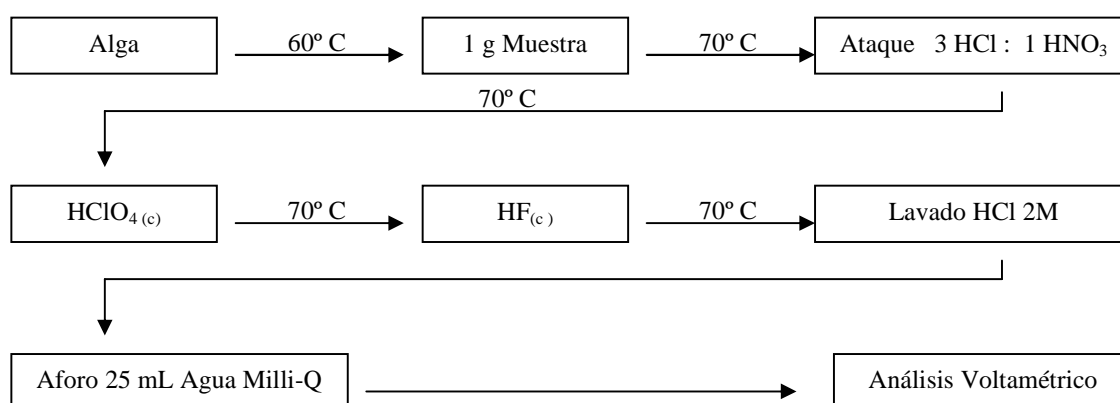 Alga
60º C
1 g Muestra
70º C
Ataque 3 HCl : 1 HNO₃
70º C
HClO₄ (c)
70º C
HF(c )
70º C
Lavado HCl 2M
Aforo 25 mL Agua Milli-Q
Análisis Voltamétrico